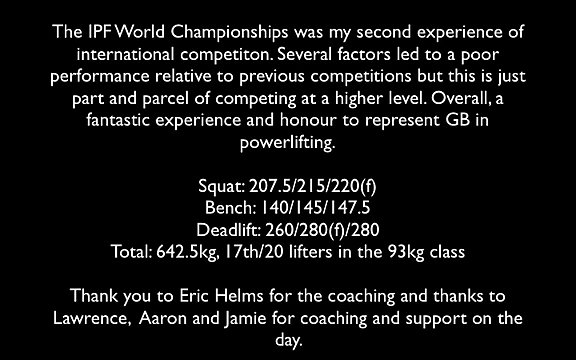 The IPF World Championships was my second experience of
international competiton. Several factors led to a poor
performance relative to previous competitions but this is just
part and parcel of competing at a higher level. Overall, a
fantastic experience and honour to represent GB in
powerlifting.
Squat: 207.5/215/220(f)
Bench: 140/145/147.5
Deadlift: 260/280(f)/280
Total: 642.5kg, 17th/20 lifters in the 93kg class
Thank you to Eric Helms for the coaching and thanks to
Lawrence, Aaron and Jamie for coaching and support on the
day.